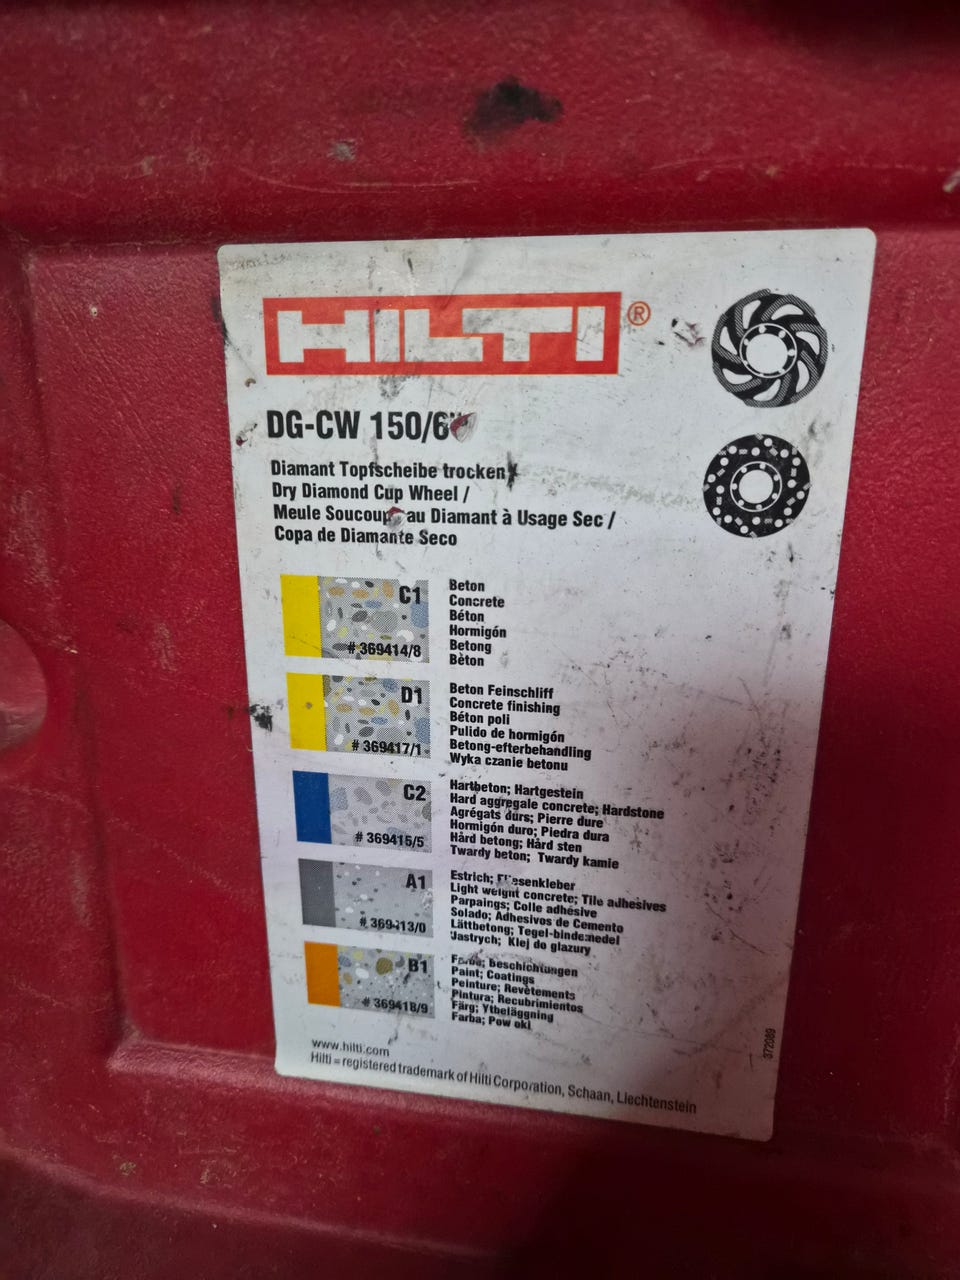 HILTI®
DG-CW 150/6"
Diamant Topfscheibe trocken /
Dry Diamond Cup Wheel /
Meule Soucoupe au Diamant à Usage Sec /
Copa de Diamante Seco
C1
# 369414/8
Beton
Concrete
Béton
Hormigón
Betong
Bèton
D1
# 369417/1
Beton Feinschliff
Concrete finishing
Béton poli
Pulido de hormigón
Betong-efterbehandling
Wyka czanie betonu
C2
# 369415/5
Hartbeton; Hartgestein
Hard aggregale concrete; Hardstone
Agrégats durs; Pierre dure
Hormigón duro; Piedra dura
Hård betong; Hård sten
Twardy beton; Twardy kamie
A1
# 369413/0
Estrich; Fliesenkleber
Light weight concrete; Tile adhesives
Parpaings; Colle adhésive
Solado; Adhesivos de Cemento
Lättbetong; Tegel-bindemedel
Jastrych; Klej do glazury
B1
# 369418/9
Farbe; Beschichtungen
Paint; Coatings
Peinture; Revètements
Pintura; Recubrimientos
Färg; Ytbeläggning
Farba; Pow oki
www.hilti.com
Hilti = registered trademark of Hilti Corporation, Schaan, Liechtenstein
372089